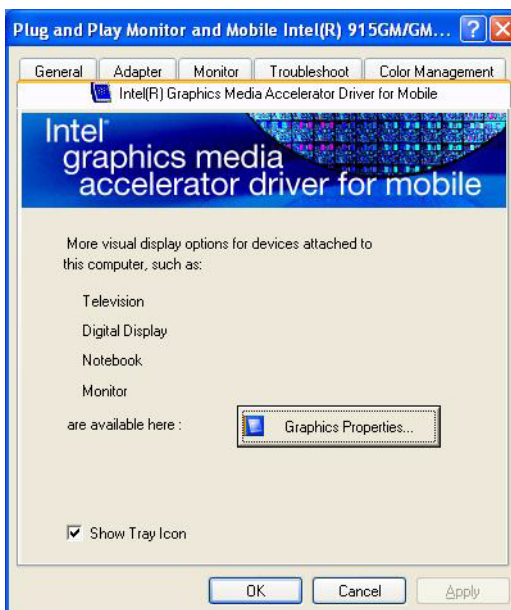 Plug and Play Monitor and Mobile Intel(R) 915GM/GM...
General Adapter Monitor Troubleshoot Color Management
Intel(R) Graphics Media Accelerator Driver for Mobile
Intel®
graphics media
accelerator driver for mobile
More visual display options for devices attached to
this computer, such as:
Television
Digital Display
Notebook
Monitor
are available here :
Graphics Properties...
Show Tray Icon
OK Cancel Apply